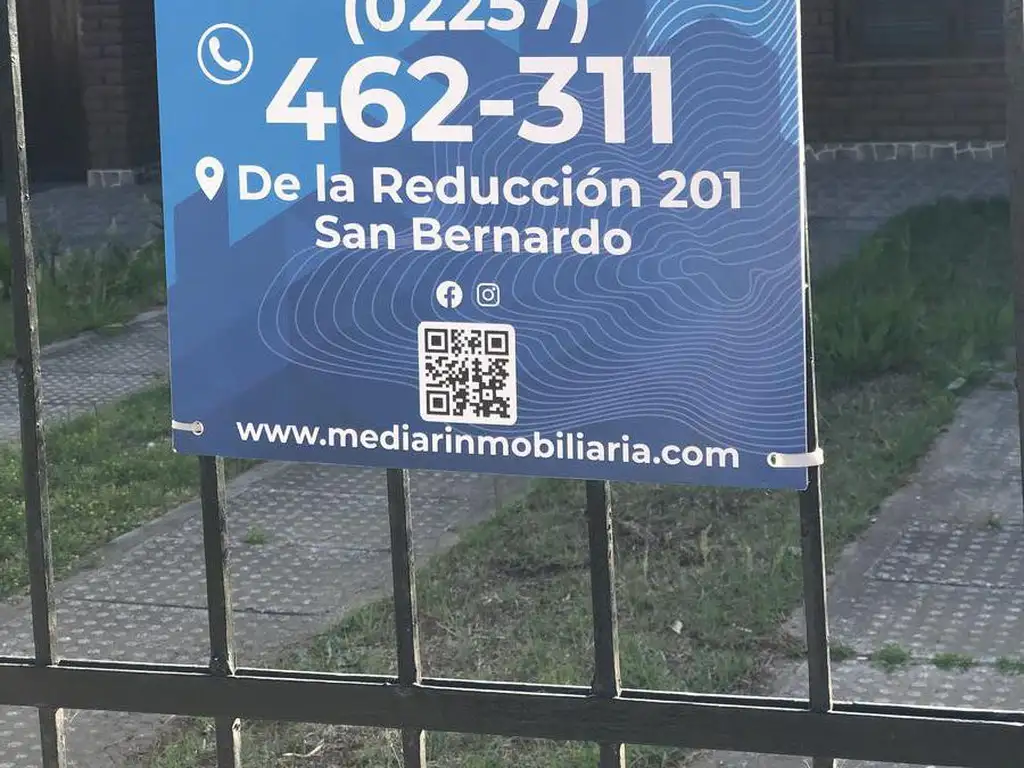 (02257)
462-311
De la Reducción 201
San Bernardo
www.mediarinmobiliaria.com